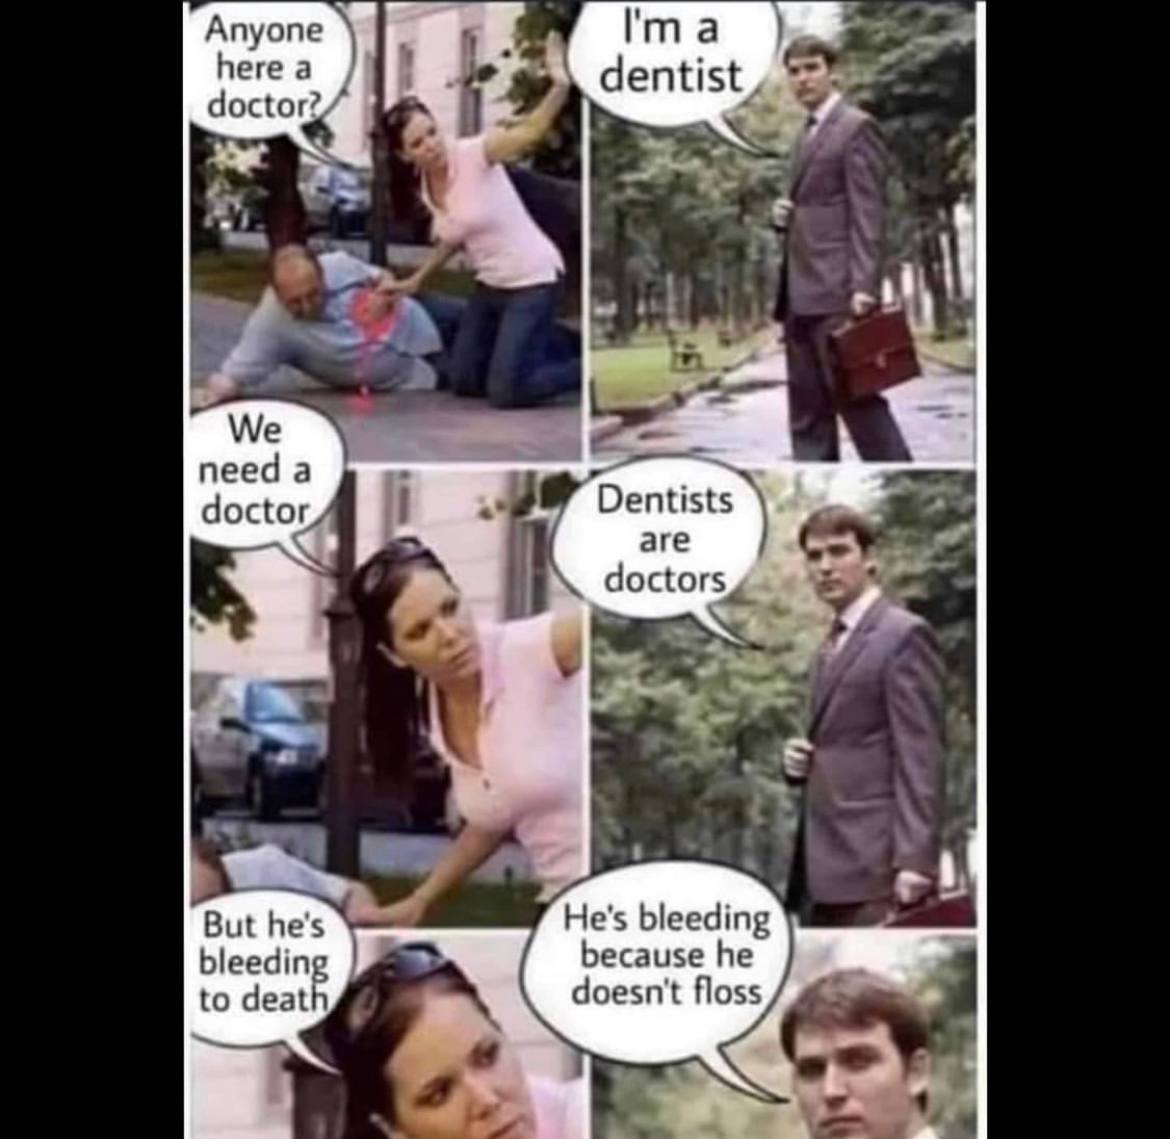 Anyone
here a
doctor?
I'm a
dentist
We
need a
doctor
Dentists
are
doctors
But he's
bleeding
to death
He's bleeding
because he
doesn't floss